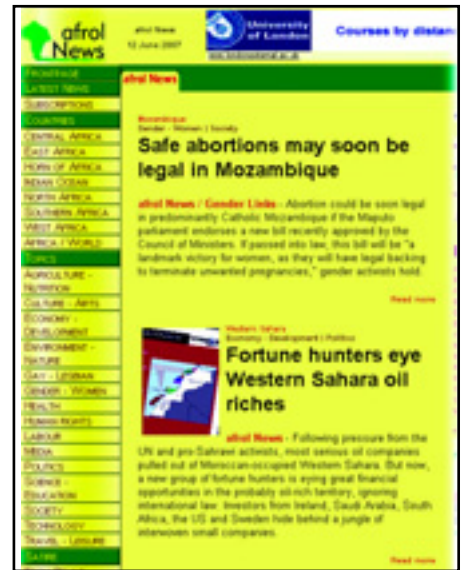 afrol
News
afrol News
12 June 2007
University
of London
Courses by distan
FRONTPAGE
LATEST NEWS
SUBSCRIPTIONS
COUNTRIES
CENTRAL AFRICA
EAST AFRICA
HORN OF AFRICA
INDIAN OCEAN
NORTH AFRICA
SOUTHERN AFRICA
WEST AFRICA
AFRICA / WORLD
TOPICS
AGRICULTURE -
NUTRITION
CULTURE - ARTS
ECONOMY -
DEVELOPMENT
ENVIRONMENT -
NATURE
GAY - LESBIAN
GENDER - WOMEN
HEALTH
HUMAN RIGHTS
LABOUR
MEDIA
POLITICS
SCIENCE -
EDUCATION
SOCIETY
TECHNOLOGY
TRAVEL - LEISURE
SATIRE
afrol News
Mozambique
Gender - Women | Society
Safe abortions may soon be
legal in Mozambique
afrol News / Gender Links - Abortion could be soon legal
in predominantly Catholic Mozambique if the Maputo
parliament endorses a new bill recently approved by the
Council of Ministers. If passed into law, this bill will be "a
landmark victory for women, as they will have legal backing
to terminate unwanted pregnancies," gender activists hold.
Read more
Western Sahara
Economy - Development | Politics
Fortune hunters eye
Western Sahara oil
riches
afrol News - Following pressure from the
UN and pro-Sahrawi activists, most serious oil companies
pulled out of Moroccan-occupied Western Sahara. But now,
a new group of fortune hunters is eying great financial
opportunities in the probably oil-rich territory, ignoring
international law. Investors from Ireland, Saudi Arabia, South
Africa, the US and Sweden hide behind a jungle of
interwoven small companies.
Read more